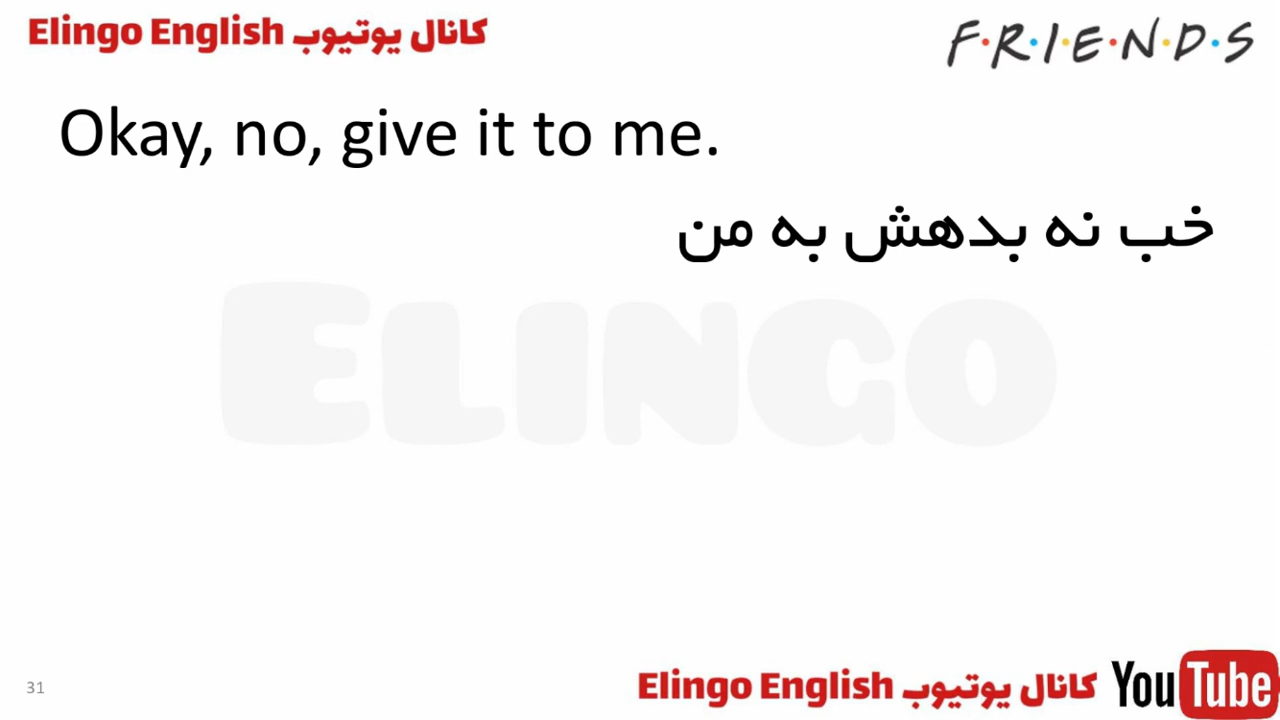 Elingo English کانال یوتیوب
F·R·I·E·N·D·S
Okay, no, give it to me.
خب نه بدهش به من
ELINGO
31
Elingo English کانال یوتیوب
YouTube